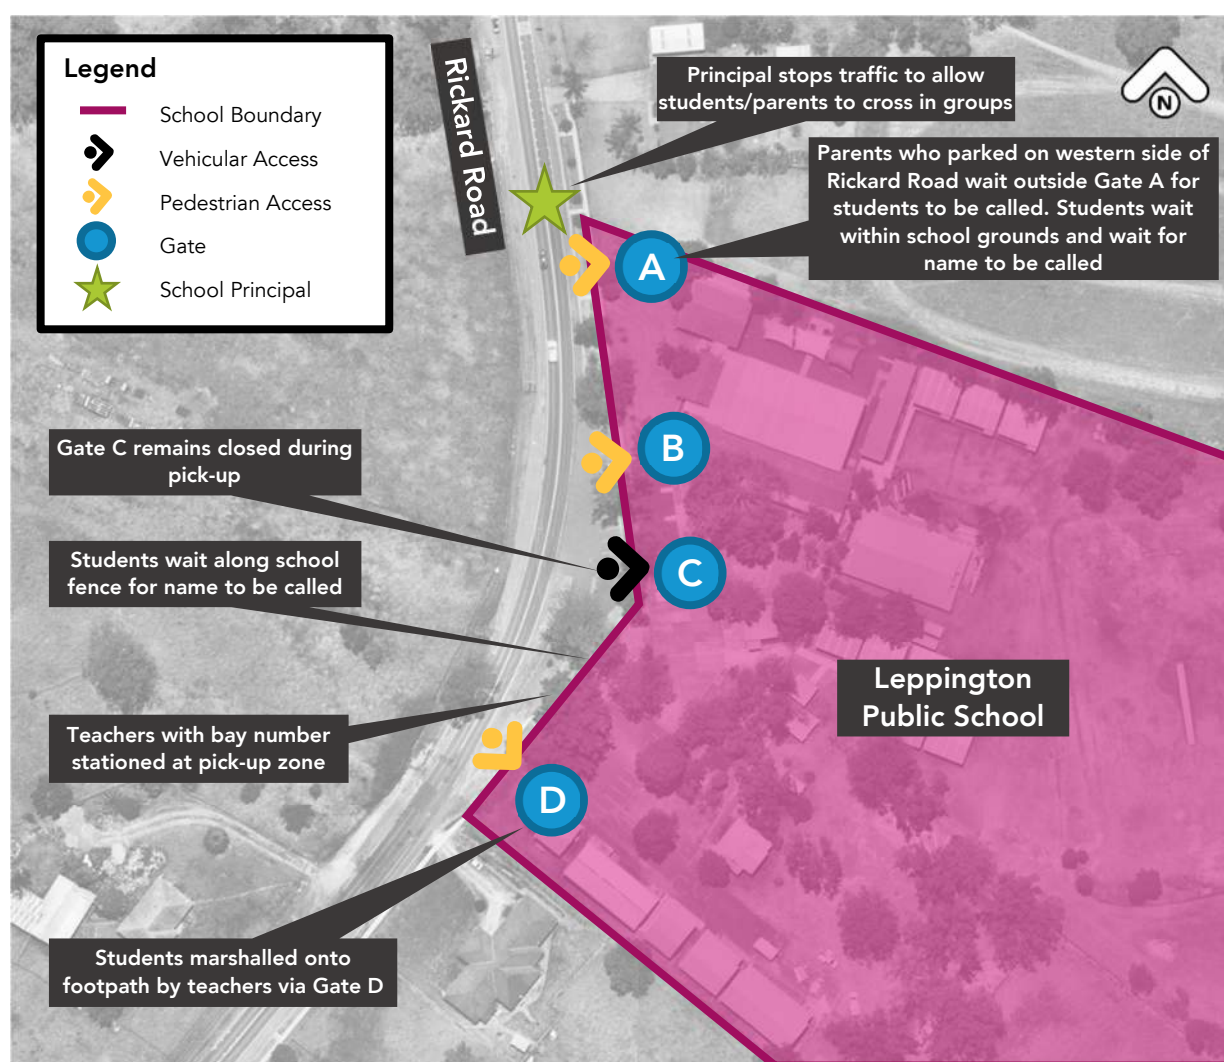 Legend
School Boundary
Vehicular Access
Pedestrian Access
Gate
School Principal
Rickard Road
Principal stops traffic to allow
students/parents to cross in groups
N
Parents who parked on western side of
Rickard Road wait outside Gate A for
students to be called. Students wait
within school grounds and wait for
name to be called
A
B
Gate C remains closed during
pick-up
C
Students wait along school
fence for name to be called
Leppington
Public School
Teachers with bay number
stationed at pick-up zone
D
Students marshalled onto
footpath by teachers via Gate D